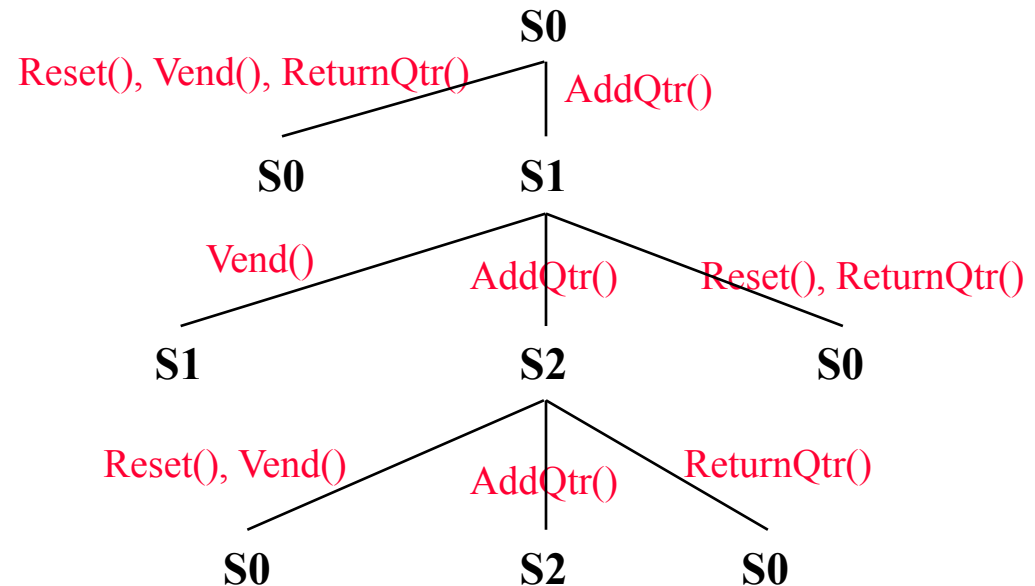 S0
Reset(), Vend(), ReturnQtr()
AddQtr()
S0
S1
Vend()
AddQtr()
Reset(), ReturnQtr()
S1
S2
S0
Reset(), Vend()
AddQtr()
ReturnQtr()
S0
S2
S0